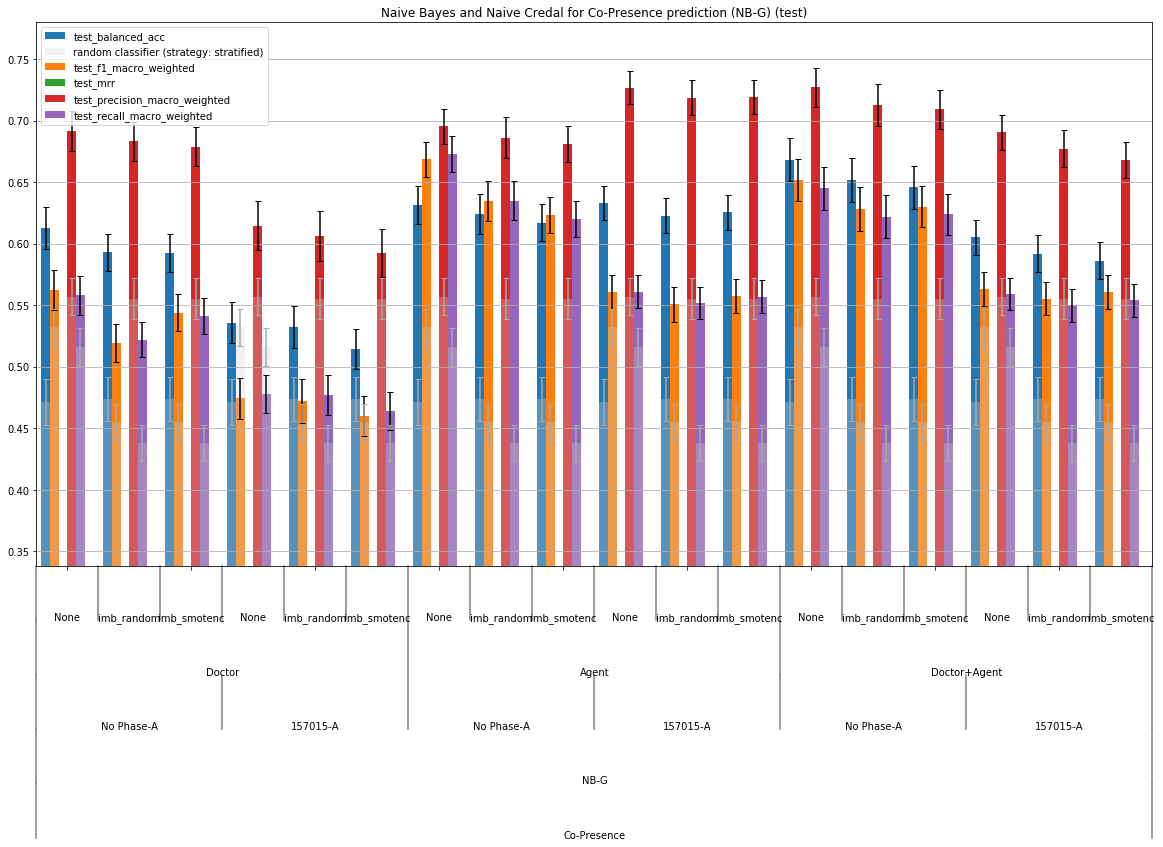 Naive Bayes and Naive Credal for Co-Presence prediction (NB-G) (test)
test_balanced_acc
random classifier (strategy: stratified)
test_f1_macro_weighted
test_mrr
test_precision_macro_weighted
test_recall_macro_weighted
0.75
0.70
0.65
0.60
0.55
0.50
0.45
0.40
0.35
None imb_random imb_smotenc None imb_random imb_smotenc None imb_random imb_smotenc None imb_random imb_smotenc None imb_random imb_smotenc None imb_random imb_smotenc
Doctor Agent Doctor+Agent
No Phase-A 157015-A No Phase-A 157015-A No Phase-A 157015-A
NB-G
Co-Presence